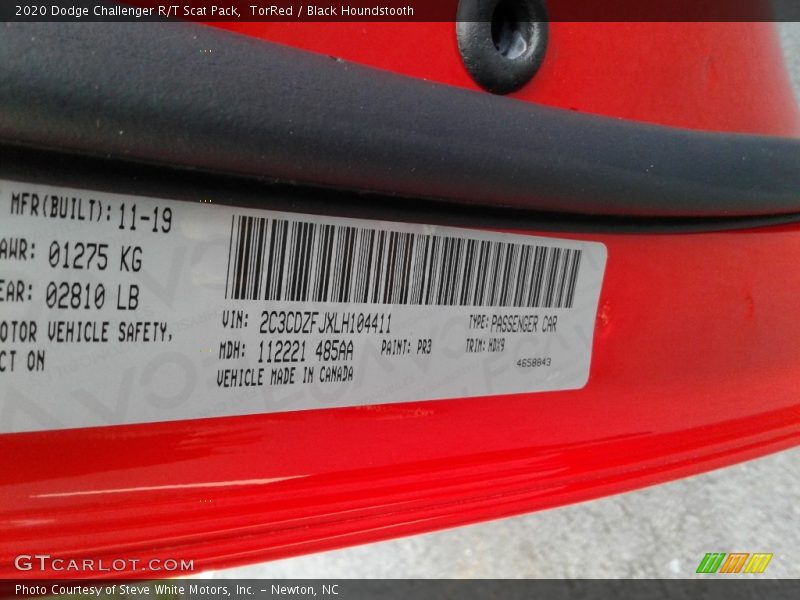 2020 Dodge Challenger R/T Scat Pack, TorRed / Black Houndstooth
MFR(BUILT): 11-19
AWR: 01275 KG
EAR: 02810 LB
OTOR VEHICLE SAFETY,
CT ON
VIN: 2C3CDZFJXLH104411
TYPE: PASSENGER CAR
MDH: 112221 485AA
PAINT: PR3
TRIM: HDX9
VEHICLE MADE IN CANADA
4658843
GTCARLOT.COM
Photo Courtesy of Steve White Motors, Inc. – Newton, NC